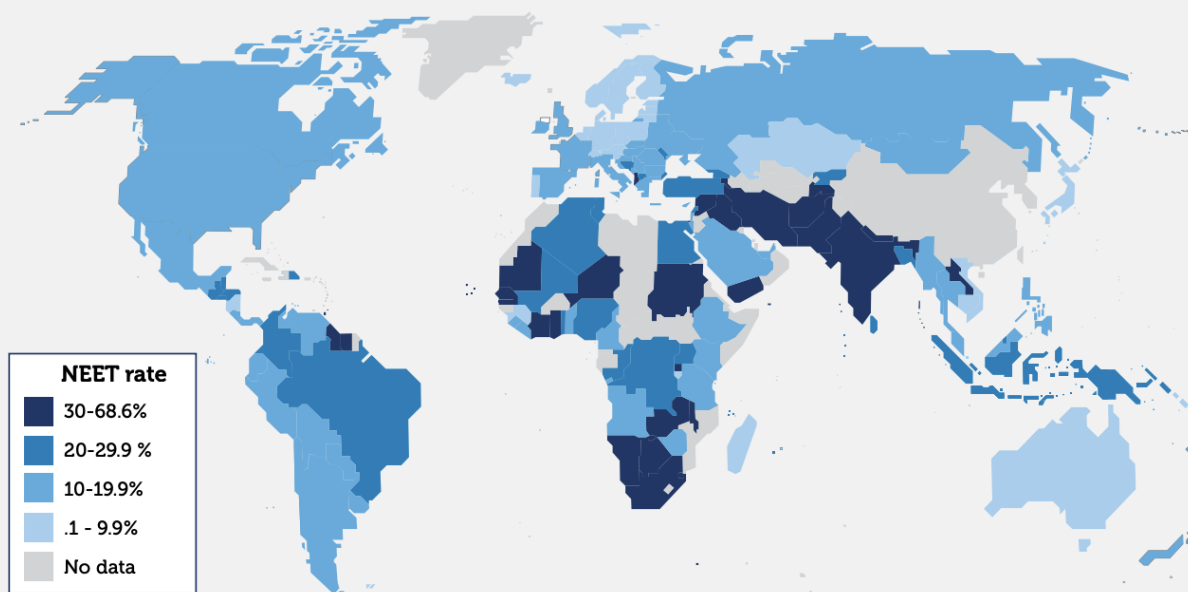 NEET rate
30-68.6%
20-29.9 %
10-19.9%
.1 - 9.9%
No data